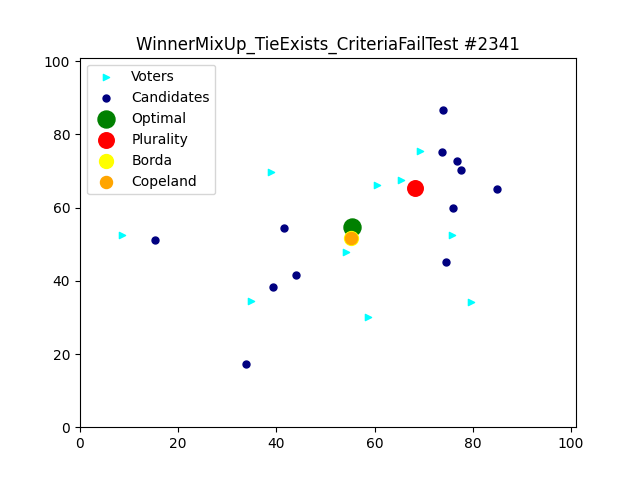 WinnerMixUp_TieExists_CriteriaFailTest #2341
100
80
60
40
20
0
Voters
Candidates
Optimal
Plurality
Borda
Copeland
0 20 40 60 80 100